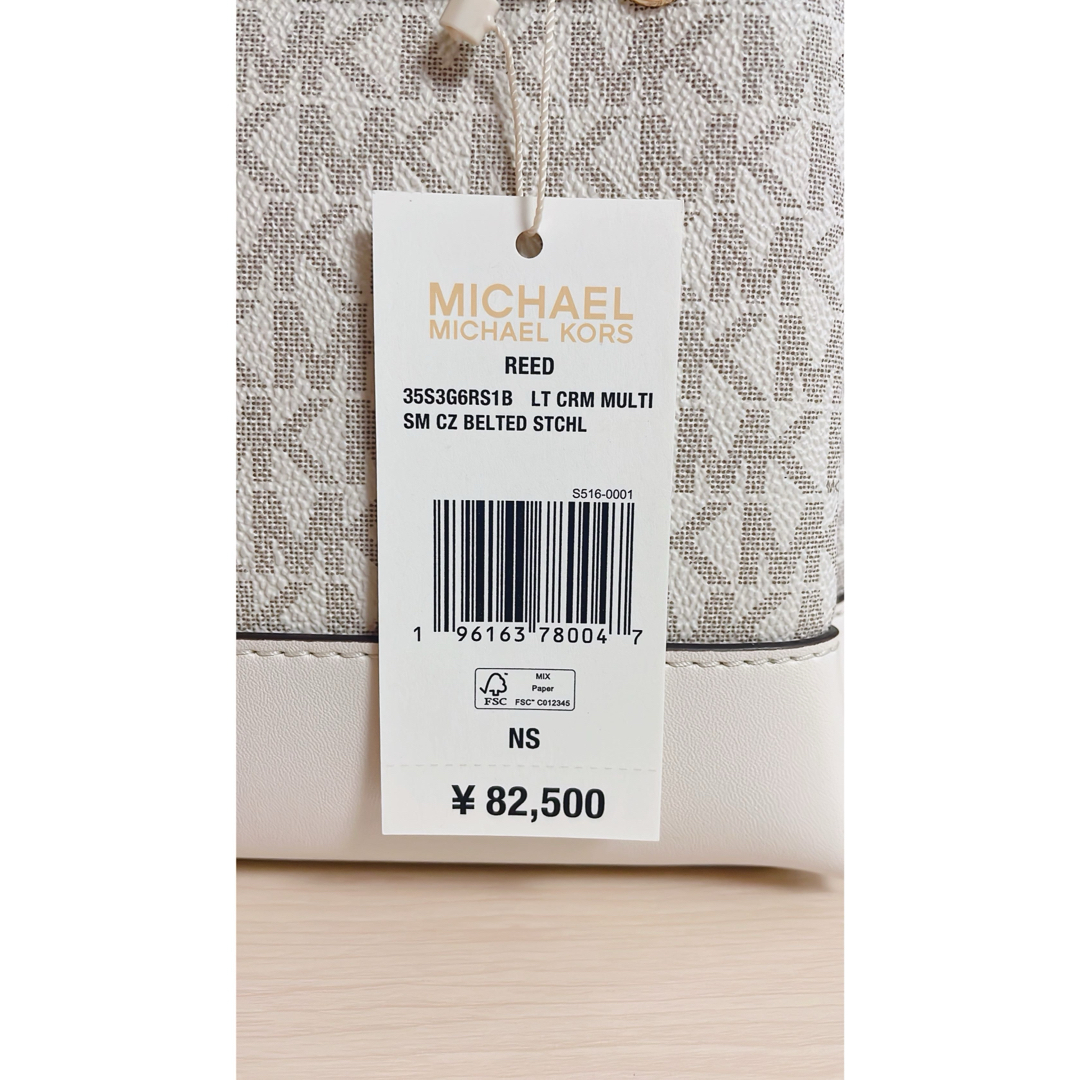 MICHAEL
MICHAEL KORS
REED
35S3G6RS1B LT CRM MULTI
SM CZ BELTED STCHL
S516-0001
1 96163 78004 7
FSC
MIX
Paper
FSC™ C012345
NS
¥ 82,500